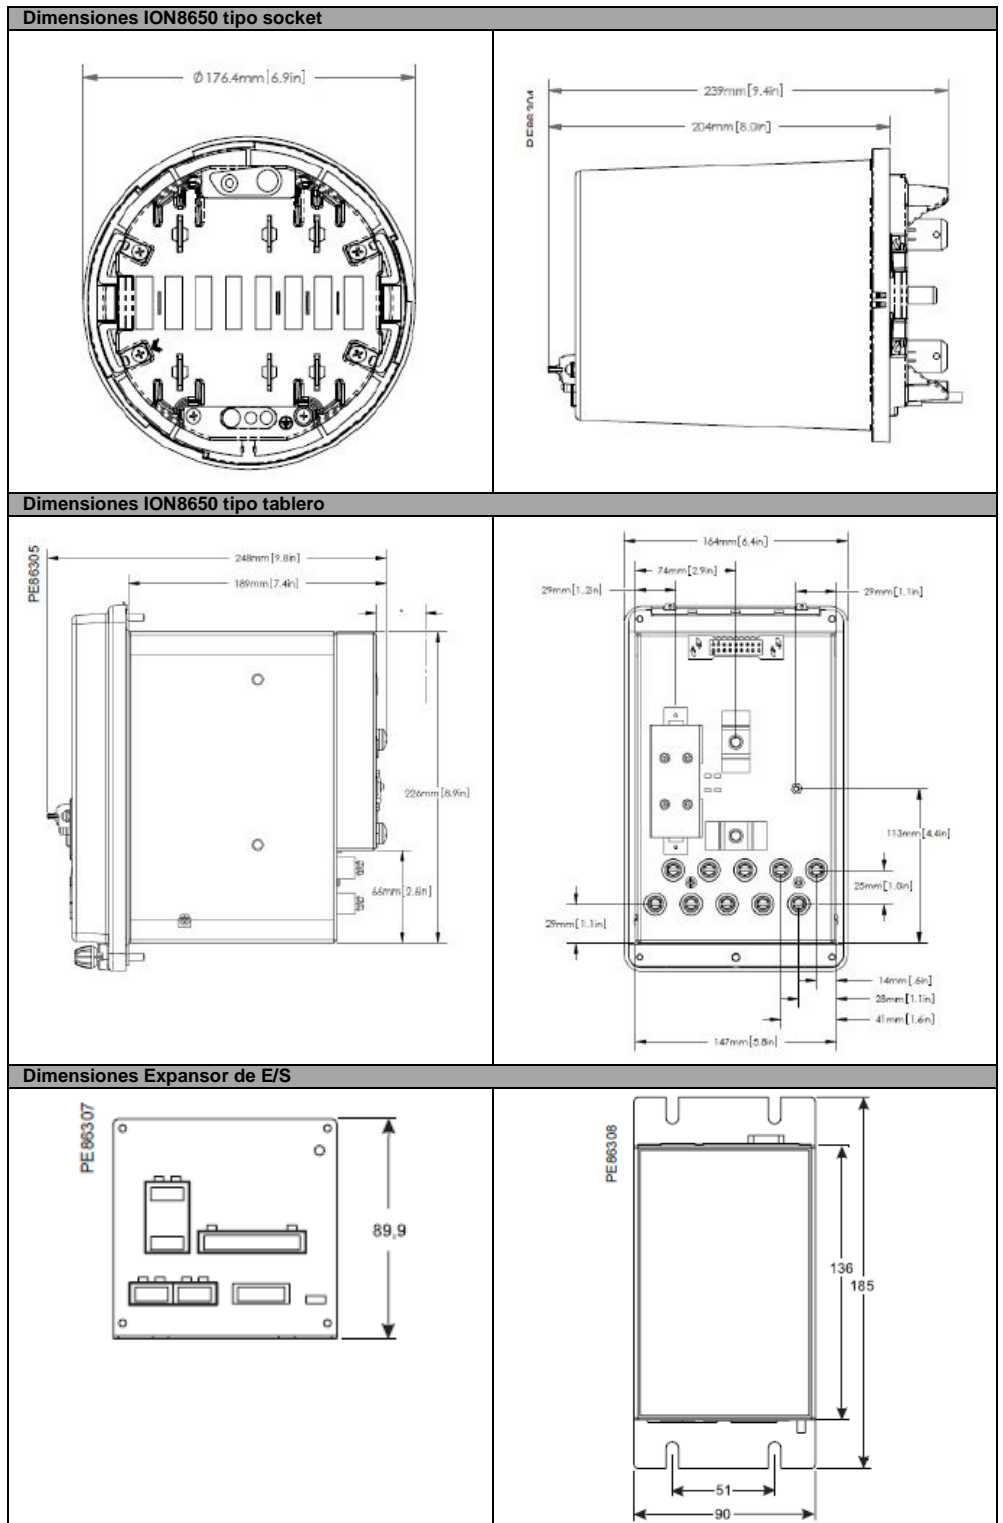 Dimensiones ION8650 tipo socket
Ø176.4mm[6.9in]
PE86304
239mm[9.4in]
204mm[8.0in]
Dimensiones ION8650 tipo tablero
PE86305
248mm[9.8in]
189mm[7.4in]
226mm[8.9in]
66mm[2.6in]
164mm[6.4in]
74mm[2.9in]
29mm[1.2in]
29mm[1.1in]
113mm[4.4in]
25mm[1.0in]
29mm[1.1in]
14mm[.6in]
28mm[1.1in]
41mm[1.6in]
147mm[5.8in]
Dimensiones Expansor de E/S
PE86307
89,9
PE86308
136
185
51
90